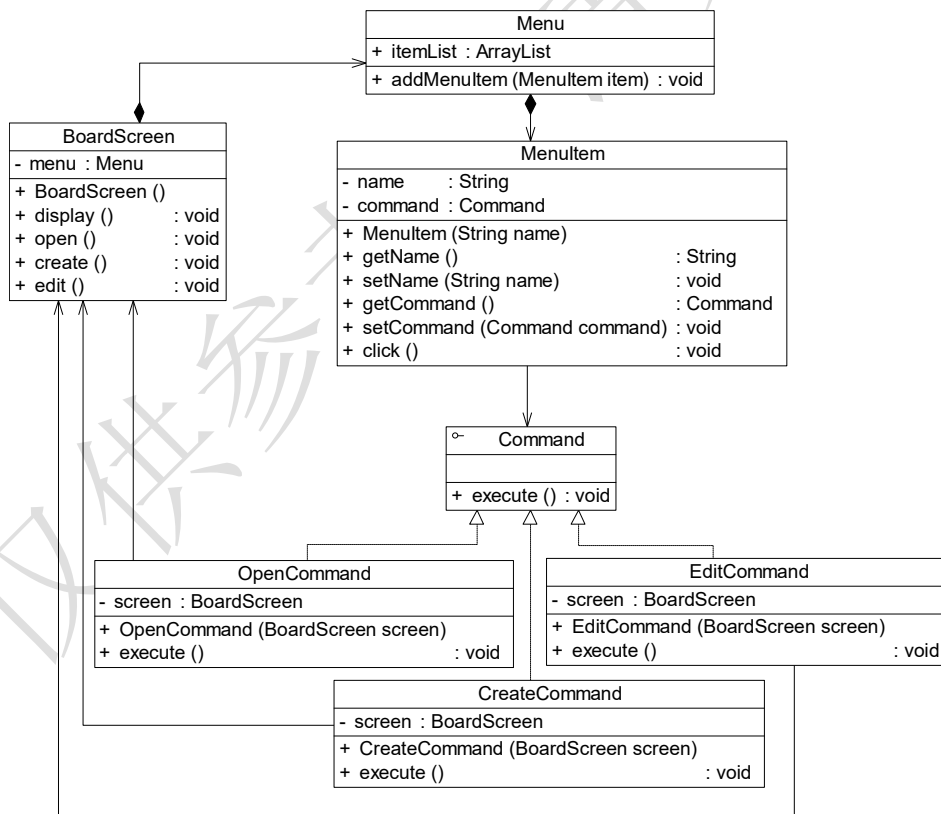 Menu
+ itemList : ArrayList
+ addMenuItem (MenuItem item) : void
BoardScreen
- menu : Menu
+ BoardScreen ()
+ display () : void
+ open () : void
+ create () : void
+ edit () : void
MenuItem
- name : String
- command : Command
+ MenuItem (String name)
+ getName () : String
+ setName (String name) : void
+ getCommand () : Command
+ setCommand (Command command) : void
+ click () : void
Command
+ execute () : void
OpenCommand
- screen : BoardScreen
+ OpenCommand (BoardScreen screen)
+ execute () : void
EditCommand
- screen : BoardScreen
+ EditCommand (BoardScreen screen)
+ execute () : void
CreateCommand
- screen : BoardScreen
+ CreateCommand (BoardScreen screen)
+ execute () : void
仅供参